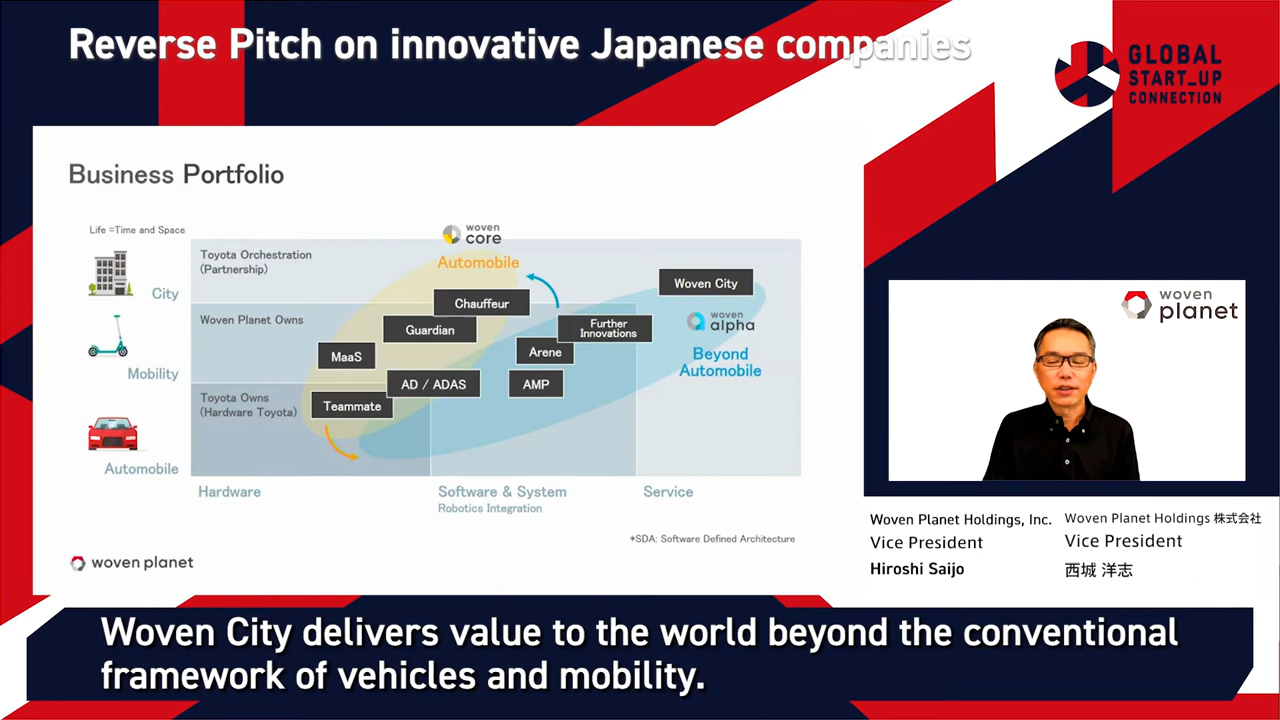 Reverse Pitch on innovative Japanese companies
GLOBAL
START_UP
CONNECTION
Business Portfolio
Life =Time and Space
City
Mobility
Automobile
Toyota Orchestration
(Partnership)
Woven Planet Owns
Toyota Owns
(Hardware Toyota)
woven
core
Automobile
Chauffeur
Guardian
MaaS
AD / ADAS
Teammate
Woven City
Further
Innovations
Arene
AMP
woven
alpha
Beyond
Automobile
Hardware
Software & System
Robotics Integration
Service
*SDA: Software Defined Architecture
woven planet
woven
planet
Woven Planet Holdings, Inc.
Vice President
Hiroshi Saijo
Woven Planet Holdings 株式会社
Vice President
西城 洋志
Woven City delivers value to the world beyond the conventional
framework of vehicles and mobility.